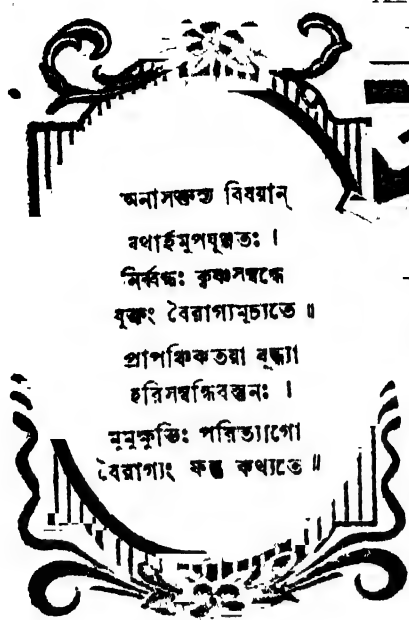 অনাসক্তস্য বিষয়ান্
যথার্হমুপযুঞ্জতঃ ।
নির্ব্বন্ধঃ কৃষ্ণসম্বন্ধে
যুক্তং বৈরাগ্যমুচ্যতে ॥
প্রাপঞ্চিকতয়া বুদ্ধ্যা
হরিসম্বন্ধিবস্তুনঃ ।
মুমুক্ষুভিঃ পরিত্যাগো
বৈরাগ্যং ফল্গু কথ্যতে ॥